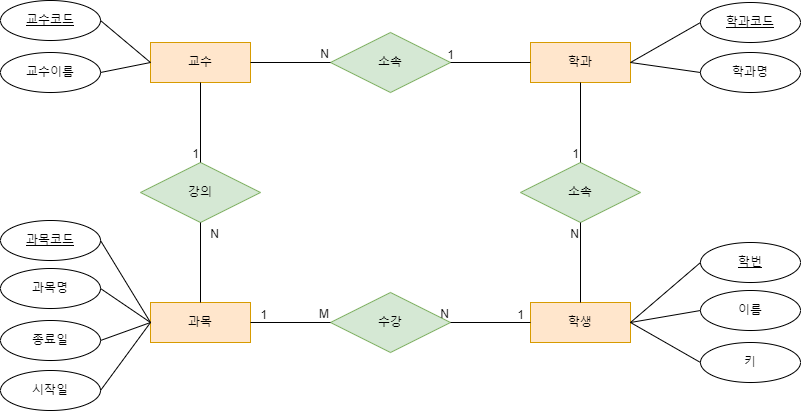 교수코드
교수이름
교수
N
소속
1
학과
학과코드
학과명
1
강의
N
1
소속
N
과목코드
과목명
종료일
시작일
과목
1
M
수강
N
1
학생
학번
이름
키